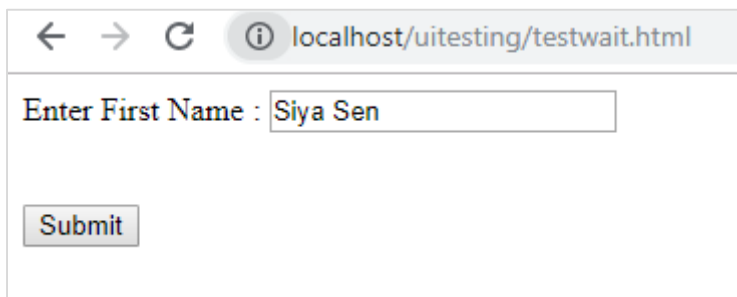 localhost/uitesting/testwait.html
Enter First Name : Siya Sen
Submit